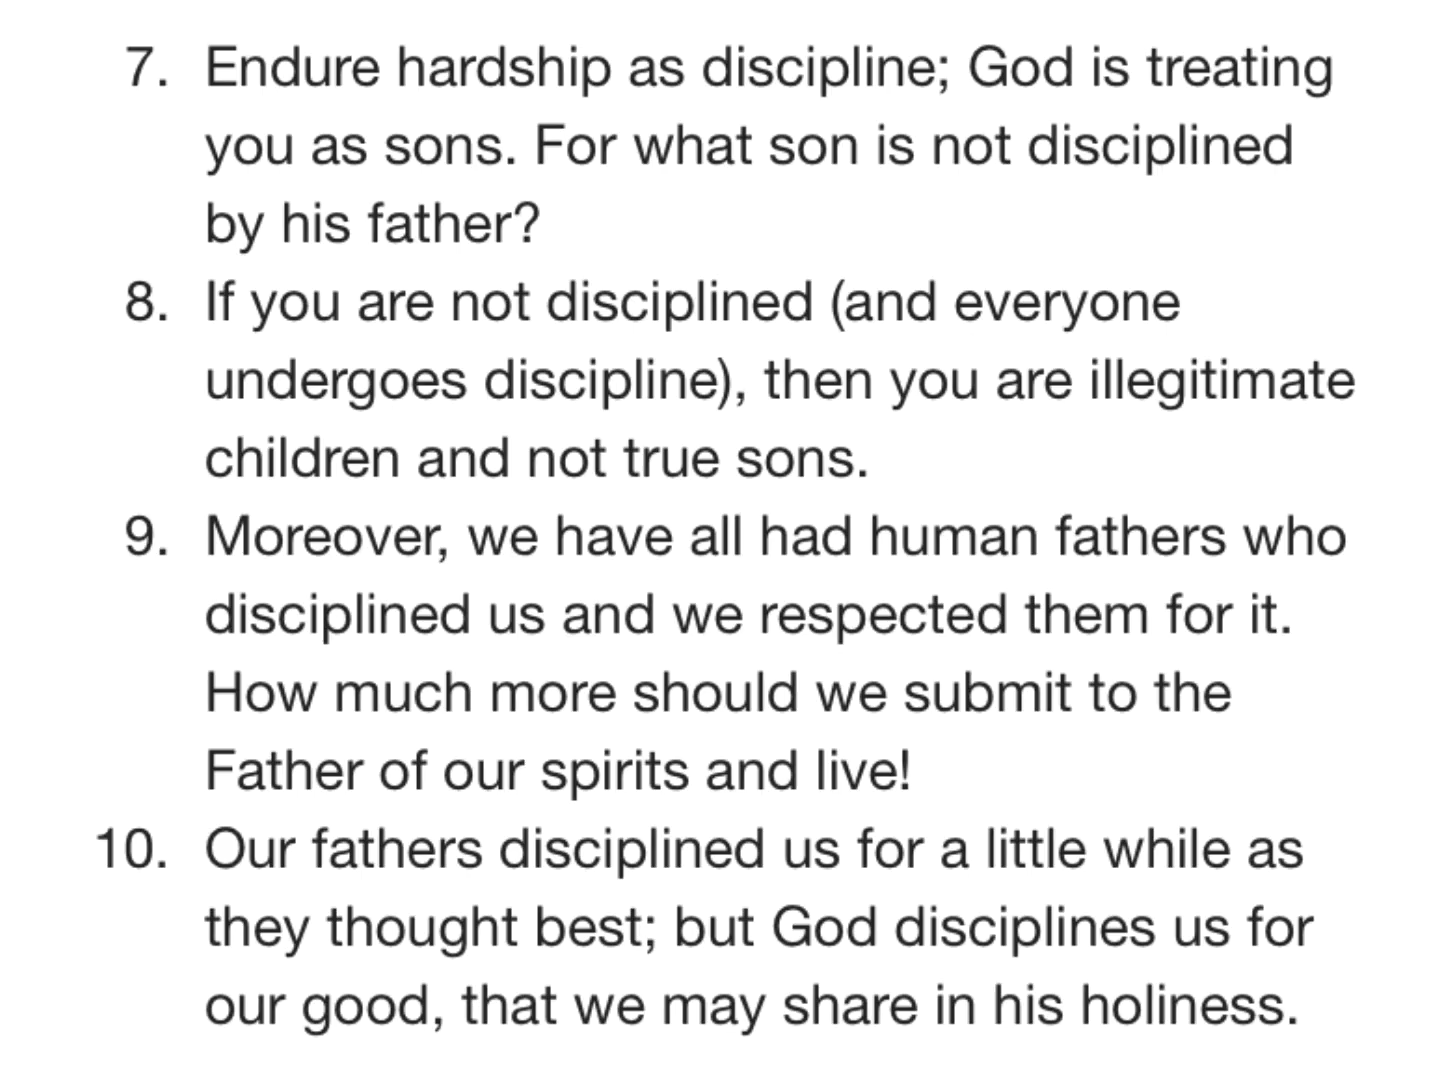 7. Endure hardship as discipline; God is treating
you as sons. For what son is not disciplined
by his father?
8. If you are not disciplined (and everyone
undergoes discipline), then you are illegitimate
children and not true sons.
9. Moreover, we have all had human fathers who
disciplined us and we respected them for it.
How much more should we submit to the
Father of our spirits and live!
10. Our fathers disciplined us for a little while as
they thought best; but God disciplines us for
our good, that we may share in his holiness.